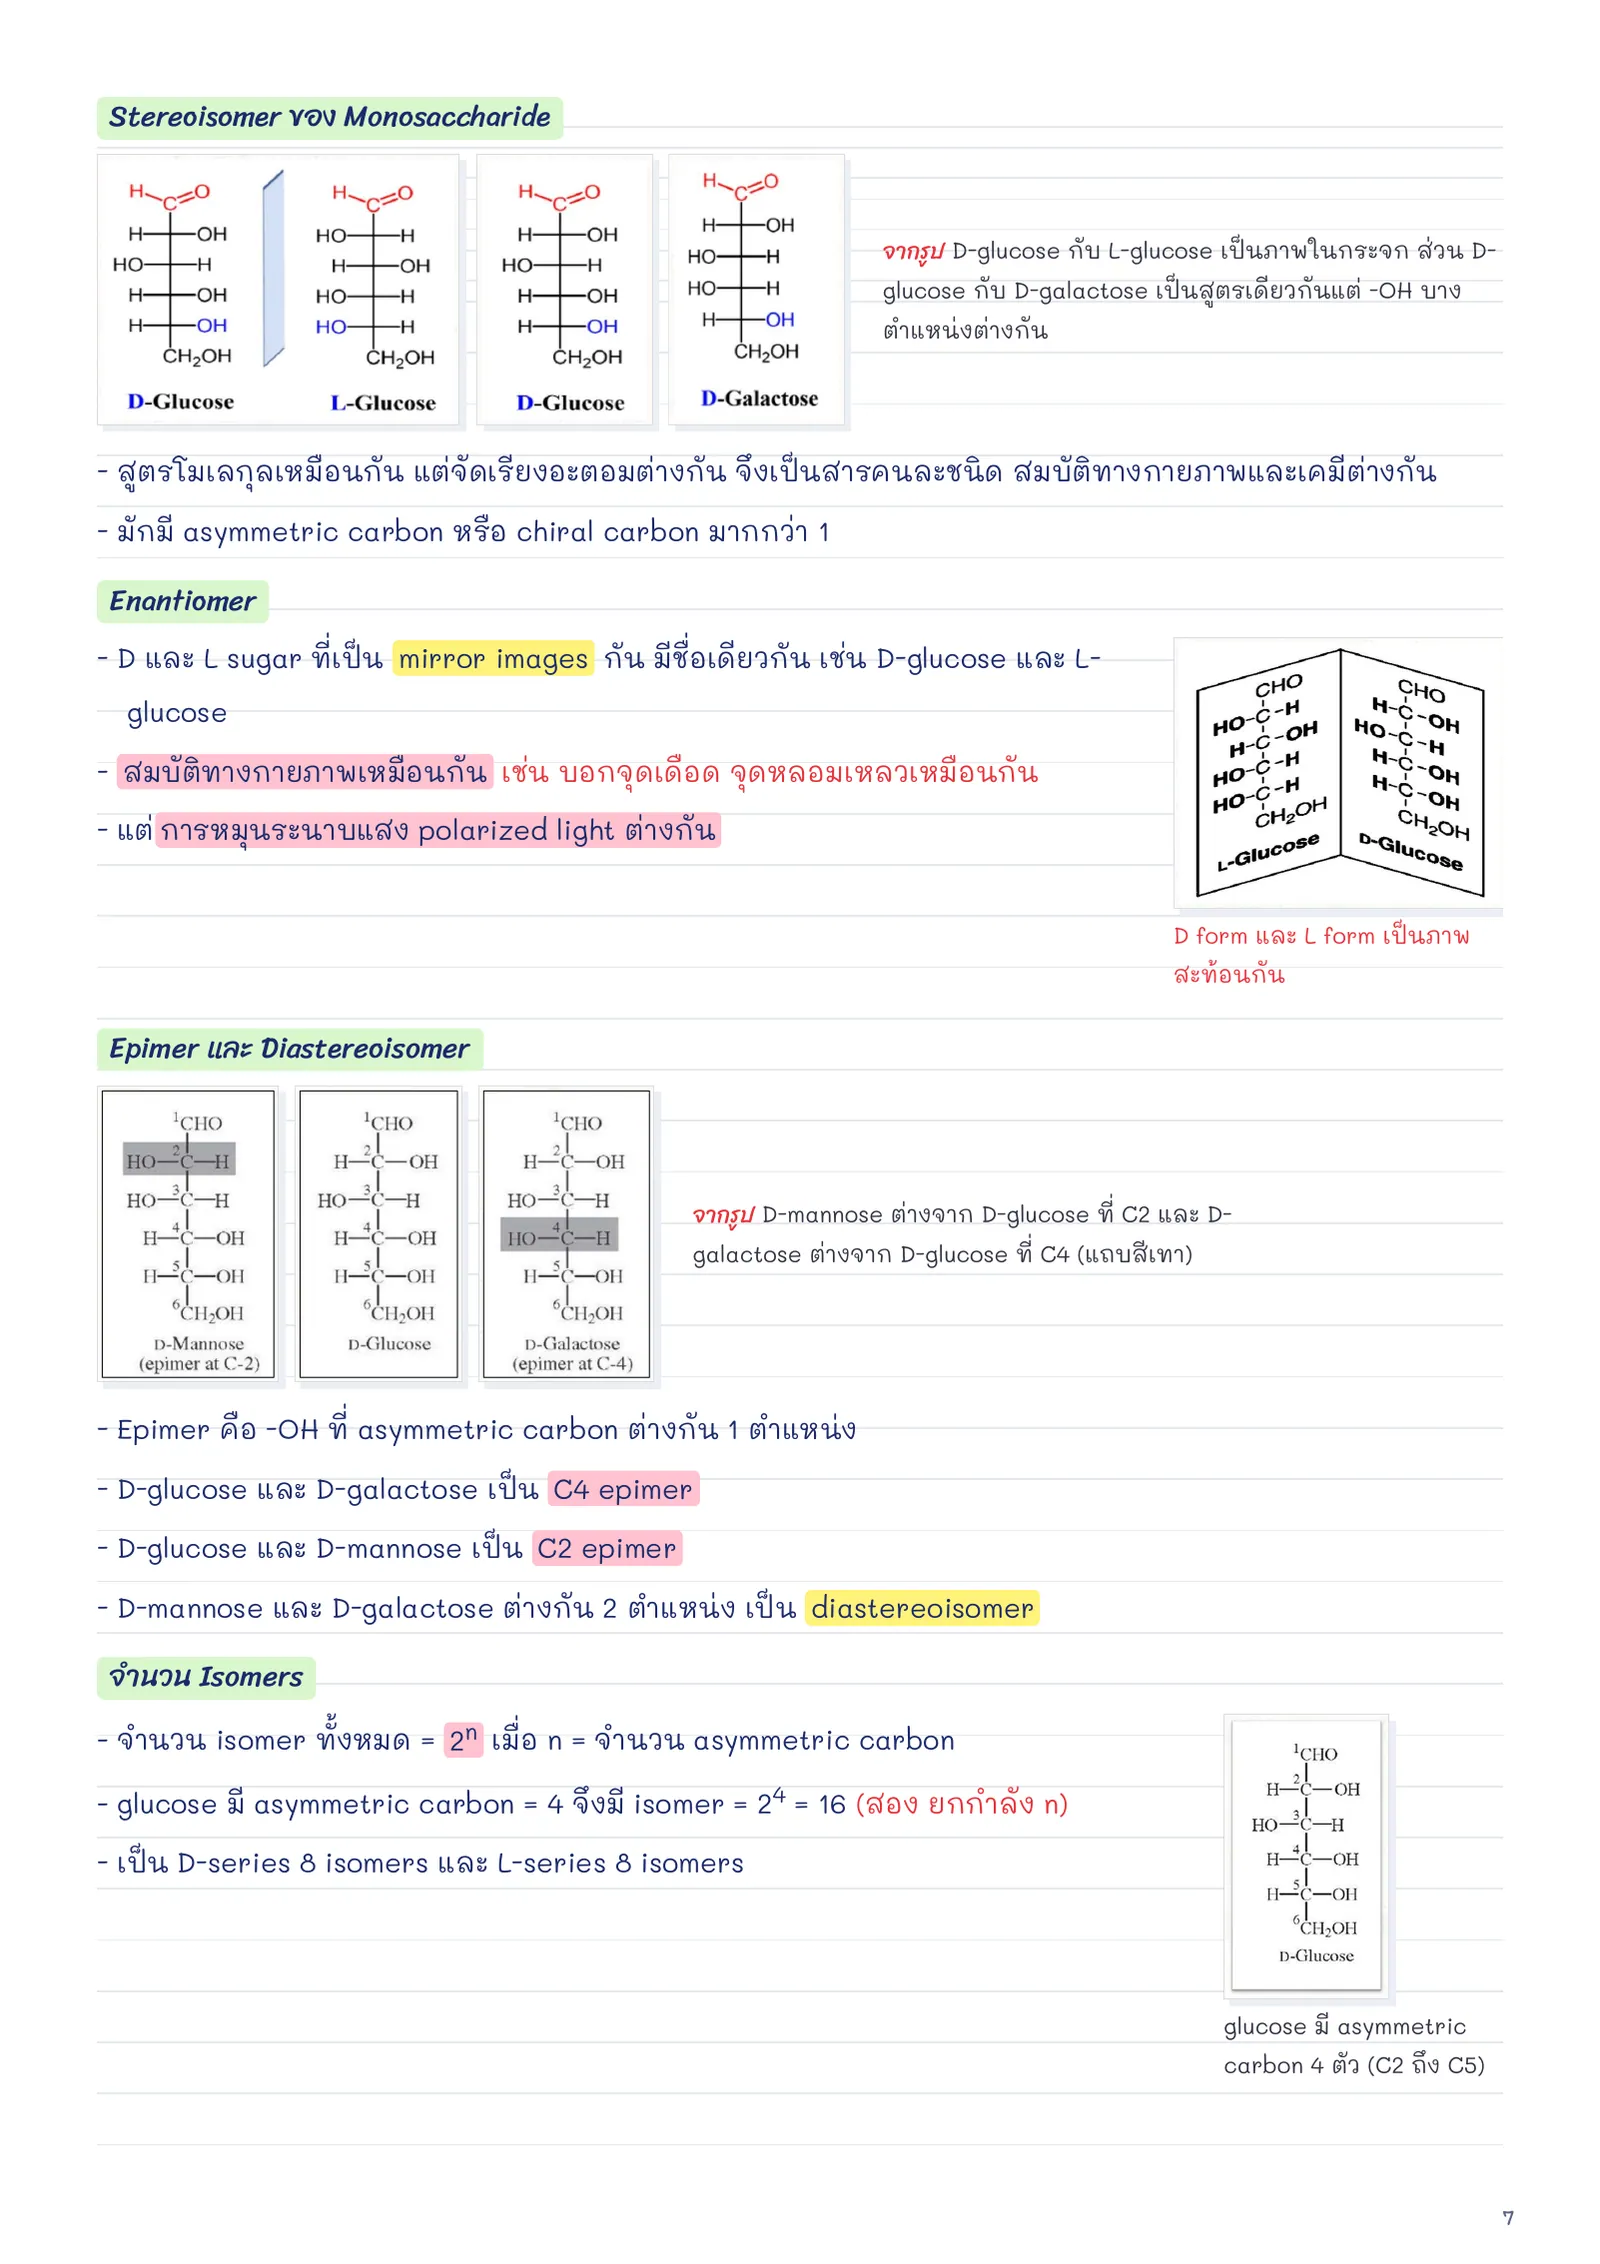 Stereoisomer ของ Monosaccharide
H C O H C O H C O H C O
H OH HO H H OH H OH
HO H H OH HO H HO H
H OH HO H H OH HO H
H OH HO H H OH H OH
CH2OH CH2OH CH2OH CH2OH
D-Glucose L-Glucose D-Glucose D-Galactose
จากรูป D-glucose กับ L-glucose เป็นภาพในกระจก ส่วน D-
glucose กับ D-galactose เป็นสูตรเดียวกันแต่ -OH บาง
ตำแหน่งต่างกัน
- สูตรโมเลกุลเหมือนกัน แต่จัดเรียงอะตอมต่างกัน จึงเป็นสารคนละชนิด สมบัติทางกายภาพและเคมีต่างกัน
- มักมี asymmetric carbon หรือ chiral carbon มากกว่า 1
Enantiomer
- D และ L sugar ที่เป็น mirror images กัน มีชื่อเดียวกัน เช่น D-glucose และ L-
glucose
- สมบัติทางกายภาพเหมือนกัน เช่น บอกจุดเดือด จุดหลอมเหลวเหมือนกัน
- แต่ การหมุนระนาบแสง polarized light ต่างกัน
CHO CHO
HO-C-H H-C-OH
H-C-OH HO-C-H
HO-C-H H-C-OH
HO-C-H H-C-OH
CH2OH CH2OH
L-Glucose D-Glucose
D form และ L form เป็นภาพ
สะท้อนกัน
Epimer และ Diastereoisomer
1CHO 1CHO 1CHO
HO-2C-H H-2C-OH H-2C-OH
HO-3C-H HO-3C-H HO-3C-H
H-4C-OH H-4C-OH HO-4C-H
H-5C-OH H-5C-OH H-5C-OH
6CH2OH 6CH2OH 6CH2OH
D-Mannose D-Glucose D-Galactose
(epimer at C-2) (epimer at C-4)
จากรูป D-mannose ต่างจาก D-glucose ที่ C2 และ D-
galactose ต่างจาก D-glucose ที่ C4 (แถบสีเทา)
- Epimer คือ -OH ที่ asymmetric carbon ต่างกัน 1 ตำแหน่ง
- D-glucose และ D-galactose เป็น C4 epimer
- D-glucose และ D-mannose เป็น C2 epimer
- D-mannose และ D-galactose ต่างกัน 2 ตำแหน่ง เป็น diastereoisomer
จำนวน Isomers
- จำนวน isomer ทั้งหมด = 2^n เมื่อ n = จำนวน asymmetric carbon
- glucose มี asymmetric carbon = 4 จึงมี isomer = 2^4 = 16 (สอง ยกกำลัง n)
- เป็น D-series 8 isomers และ L-series 8 isomers
1CHO
H-2C-OH
HO-3C-H
H-4C-OH
H-5C-OH
6CH2OH
D-Glucose
glucose มี asymmetric
carbon 4 ตัว (C2 ถึง C5)
7